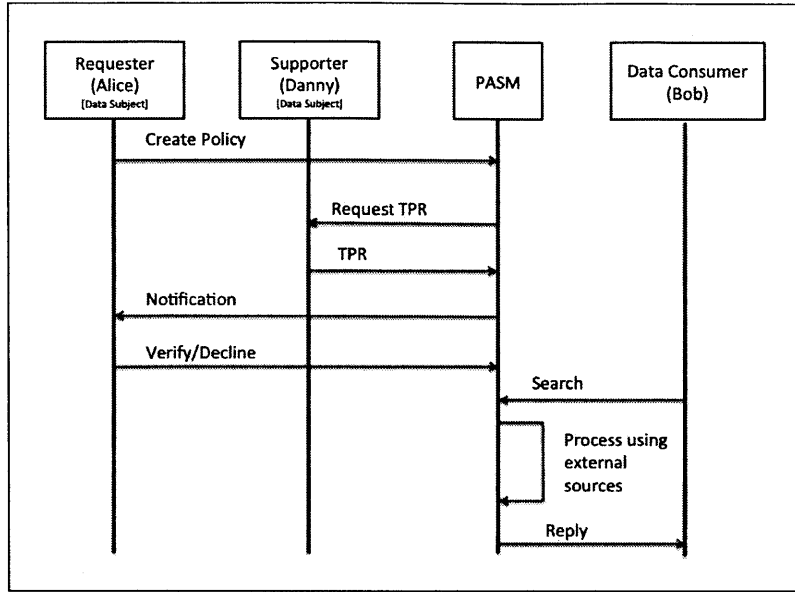 Requester
(Alice)
[Data Subject]
Supporter
(Danny)
[Data Subject]
PASM
Data Consumer
(Bob)
Create Policy
Request TPR
TPR
Notification
Verify/Decline
Search
Process using
external
sources
Reply